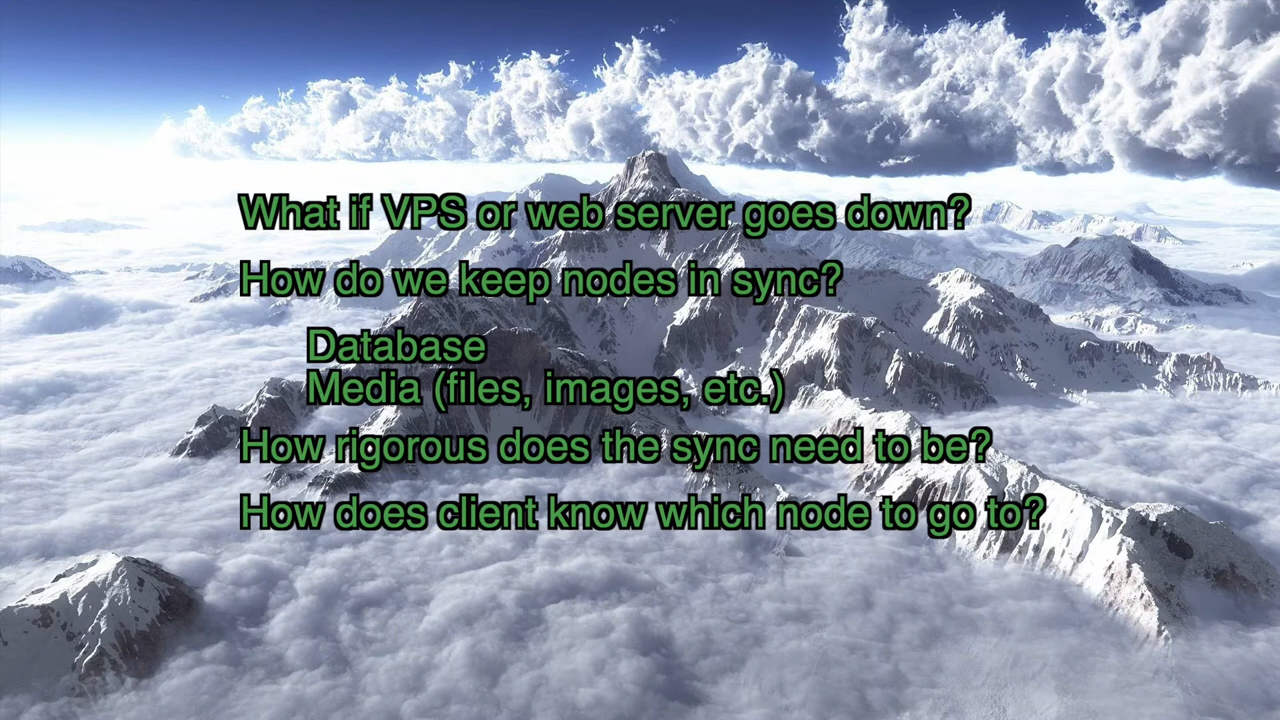 What if VPS or web server goes down?
How do we keep nodes in sync?
Database
Media (files, images, etc.)
How rigorous does the sync need to be?
How does client know which node to go to?